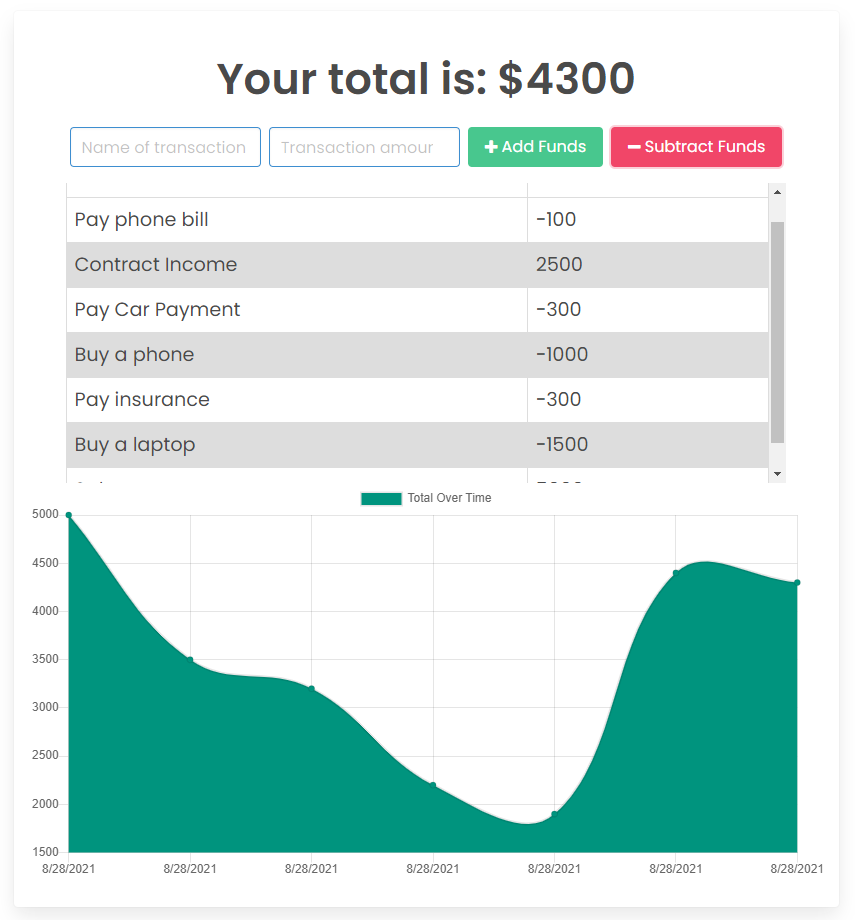 Your total is: $4300
Name of transaction Transaction amour Add Funds Subtract Funds
Pay phone bill -100
Contract Income 2500
Pay Car Payment -300
Buy a phone -1000
Pay insurance -300
Buy a laptop -1500
Total Over Time
5000
4500
4000
3500
3000
2500
2000
1500
8/28/2021 8/28/2021 8/28/2021 8/28/2021 8/28/2021 8/28/2021 8/28/2021